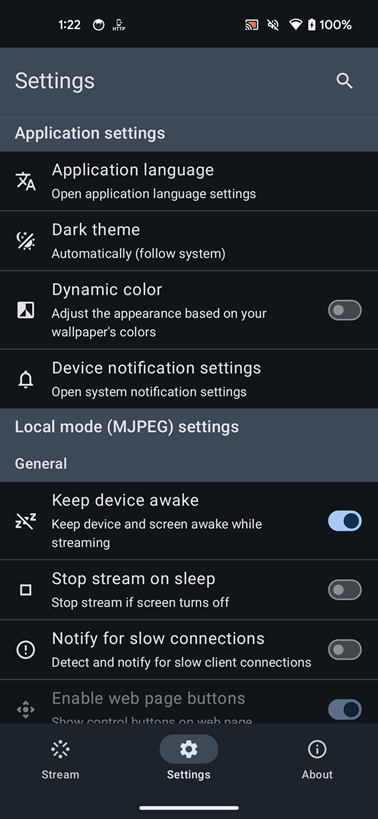 1:22
HTTP
100%
Settings
Application settings
Application language
Open application language settings
Dark theme
Automatically (follow system)
Dynamic color
Adjust the appearance based on your
wallpaper's colors
Device notification settings
Open system notification settings
Local mode (MJPEG) settings
General
Keep device awake
Keep device and screen awake while
streaming
Stop stream on sleep
Stop stream if screen turns off
Notify for slow connections
Detect and notify for slow client connections
Enable web page buttons
Show control buttons on web page
Stream
Settings
About